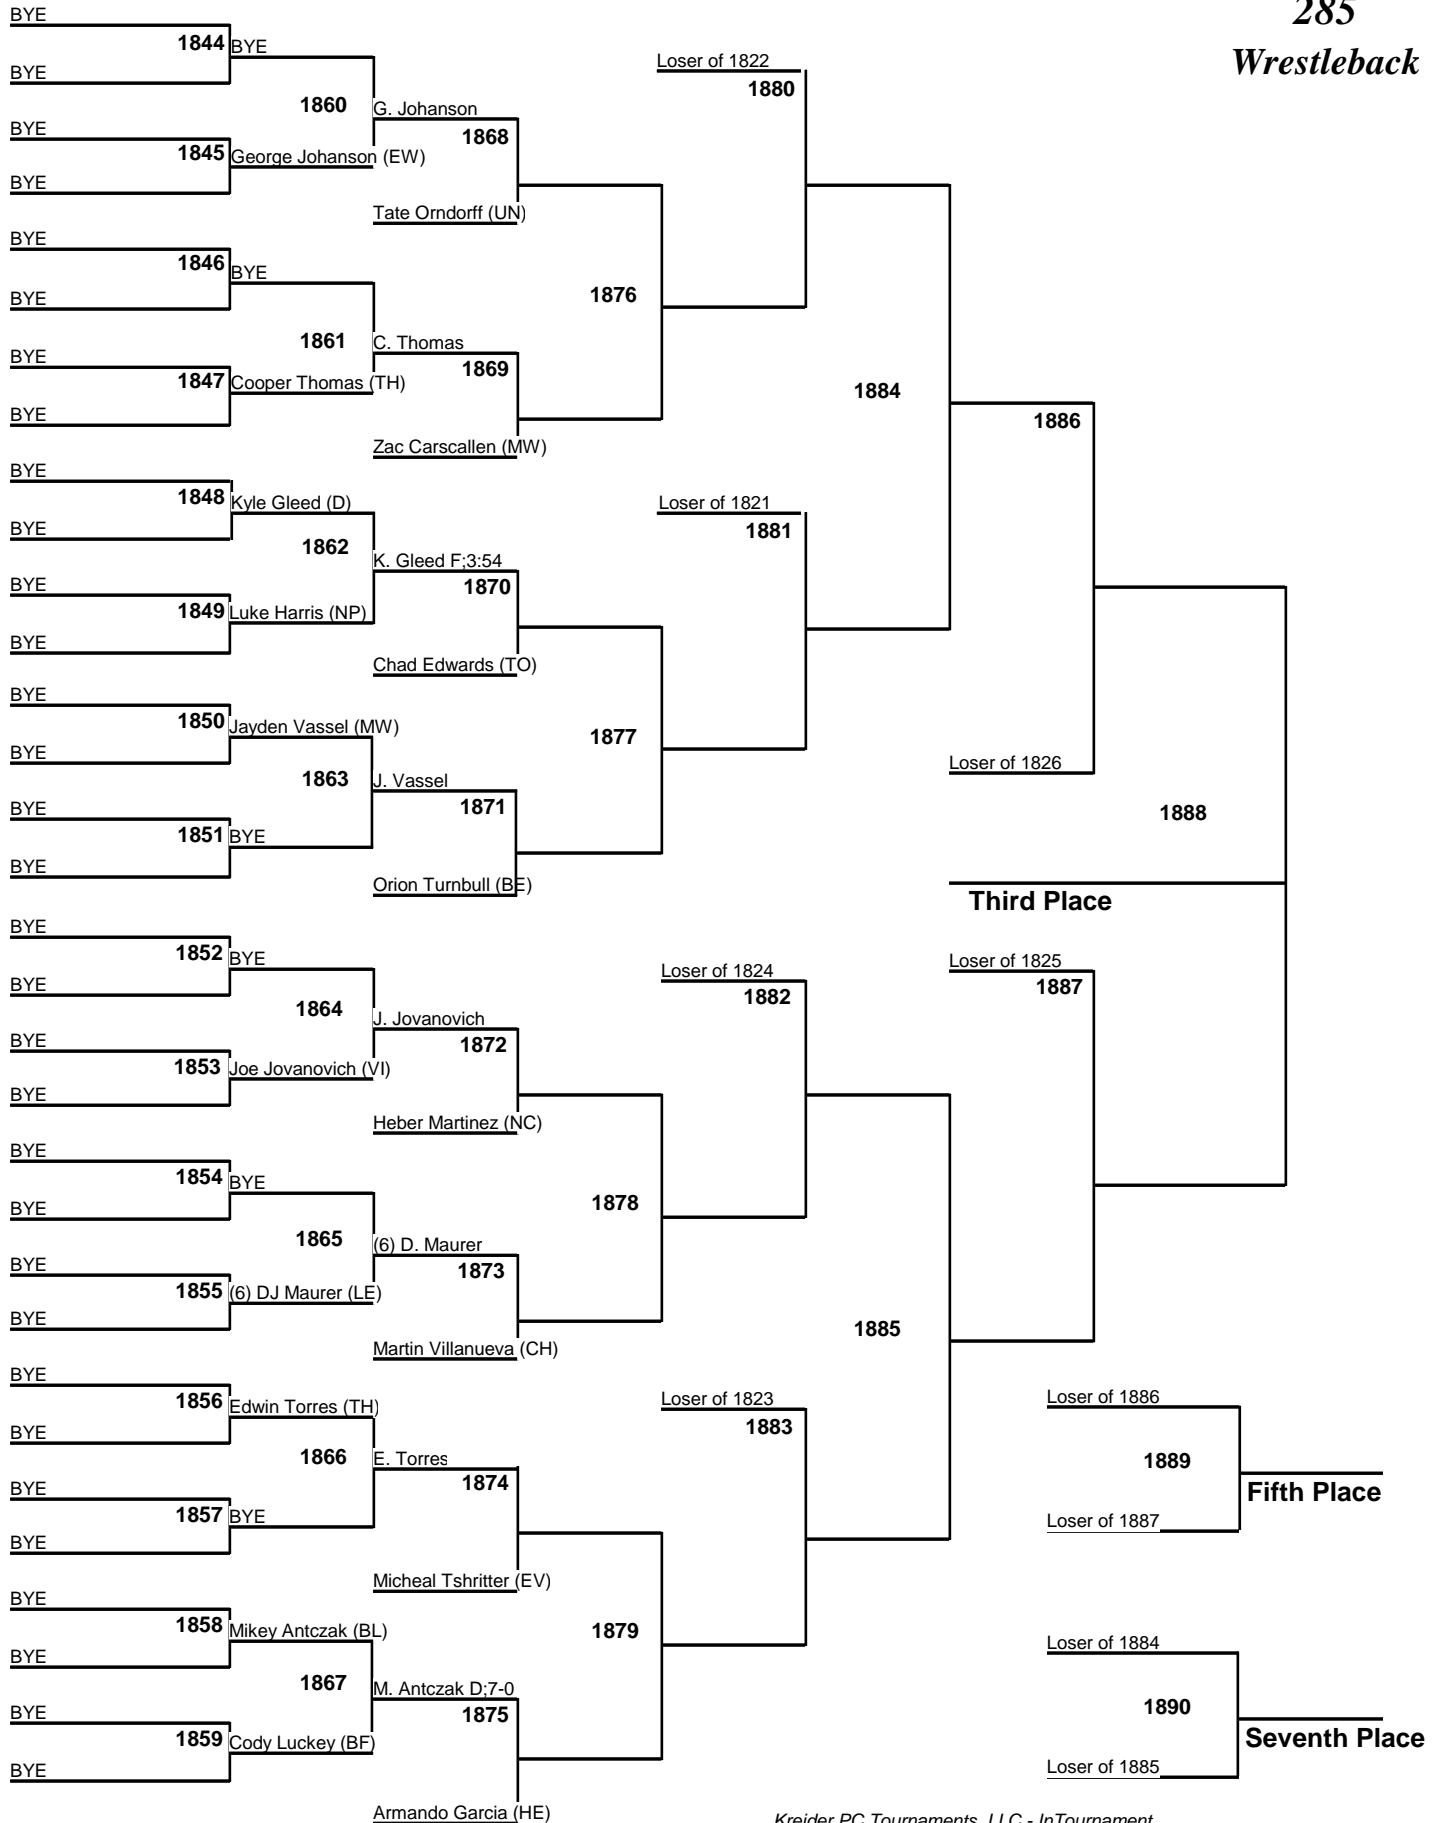 285
Wrestleback
BYE
1844
BYE
BYE
1860
G. Johanson
BYE
1845
George Johanson (EW)
BYE
1868
Tate Orndorff (UN)
BYE
1846
BYE
BYE
1861
C. Thomas
BYE
1847
Cooper Thomas (TH)
BYE
1869
Zac Carscallen (MW)
1876
Loser of 1822
1880
BYE
1848
Kyle Gleed (D)
BYE
1862
K. Gleed F;3:54
BYE
1849
Luke Harris (NP)
BYE
1870
Chad Edwards (TO)
BYE
1850
Jayden Vassel (MW)
BYE
1863
J. Vassel
BYE
1851
BYE
BYE
1871
Orion Turnbull (BE)
1877
Loser of 1821
1881
1884
1886
Loser of 1826
1888
Third Place
BYE
1852
BYE
BYE
1864
J. Jovanovich
BYE
1853
Joe Jovanovich (VI)
BYE
1872
Heber Martinez (NC)
BYE
1854
BYE
BYE
1865
(6) D. Maurer
BYE
1855
(6) DJ Maurer (LE)
BYE
1873
Martin Villanueva (CH)
1878
Loser of 1824
1882
Loser of 1825
1887
BYE
1856
Edwin Torres (TH)
BYE
1866
E. Torres
BYE
1857
BYE
BYE
1874
Micheal Tshritter (EV)
BYE
1858
Mikey Antczak (BL)
BYE
1867
M. Antczak D;7-0
BYE
1859
Cody Luckey (BF)
BYE
1875
Armando Garcia (HE)
1879
Loser of 1823
1883
1885
Loser of 1886
1889
Fifth Place
Loser of 1887
Loser of 1884
1890
Seventh Place
Loser of 1885
Kreider PC Tournaments, LLC - InTournament